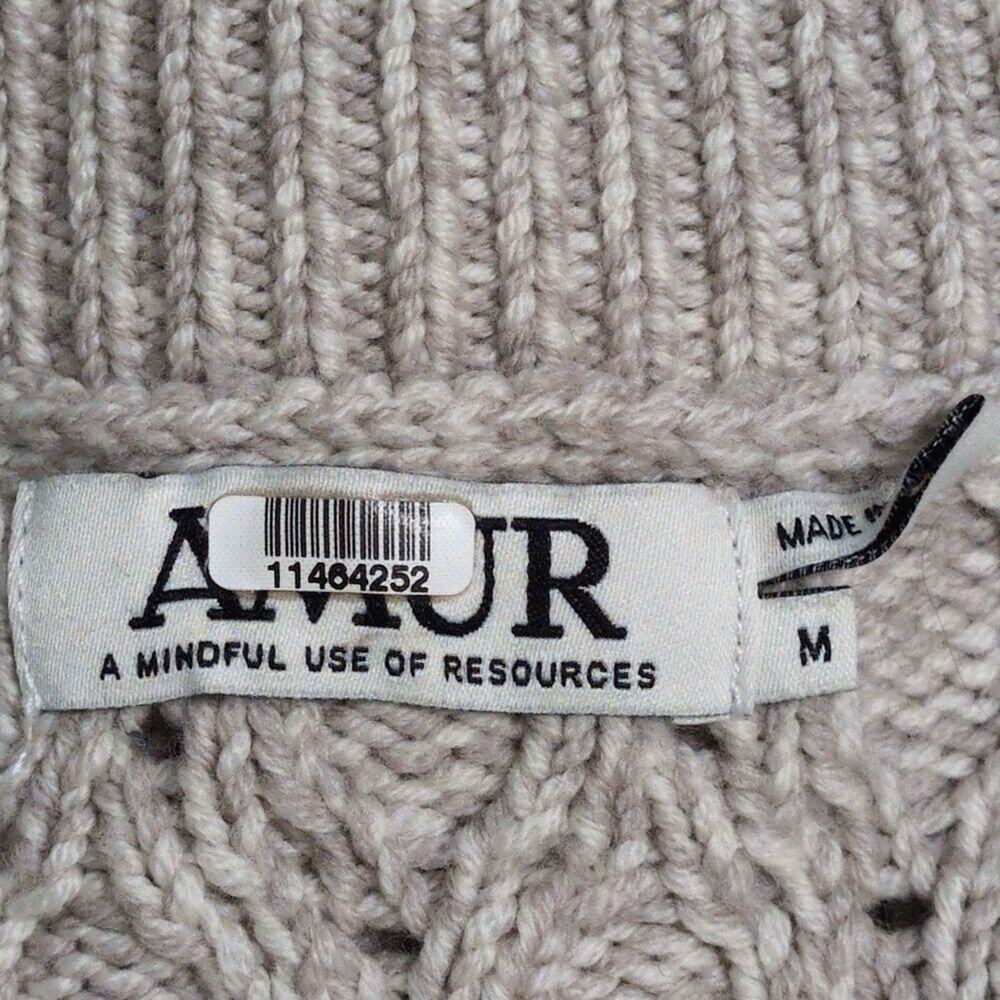 AMUR
11464252
A MINDFUL USE OF RESOURCES
MADE
M